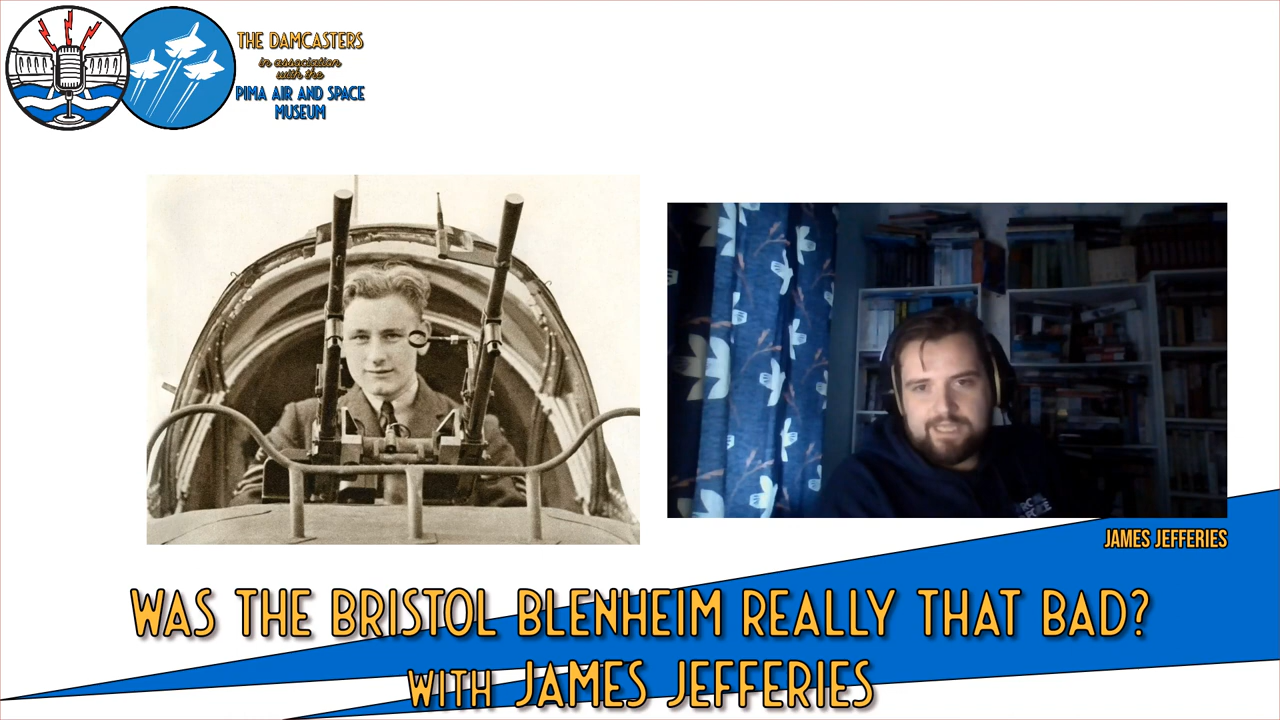 THE DAMCASTERS
in association
with the
PIMA AIR AND SPACE
MUSEUM
JAMES JEFFERIES
WAS THE BRISTOL BLENHEIM REALLY THAT BAD?
WITH JAMES JEFFERIES